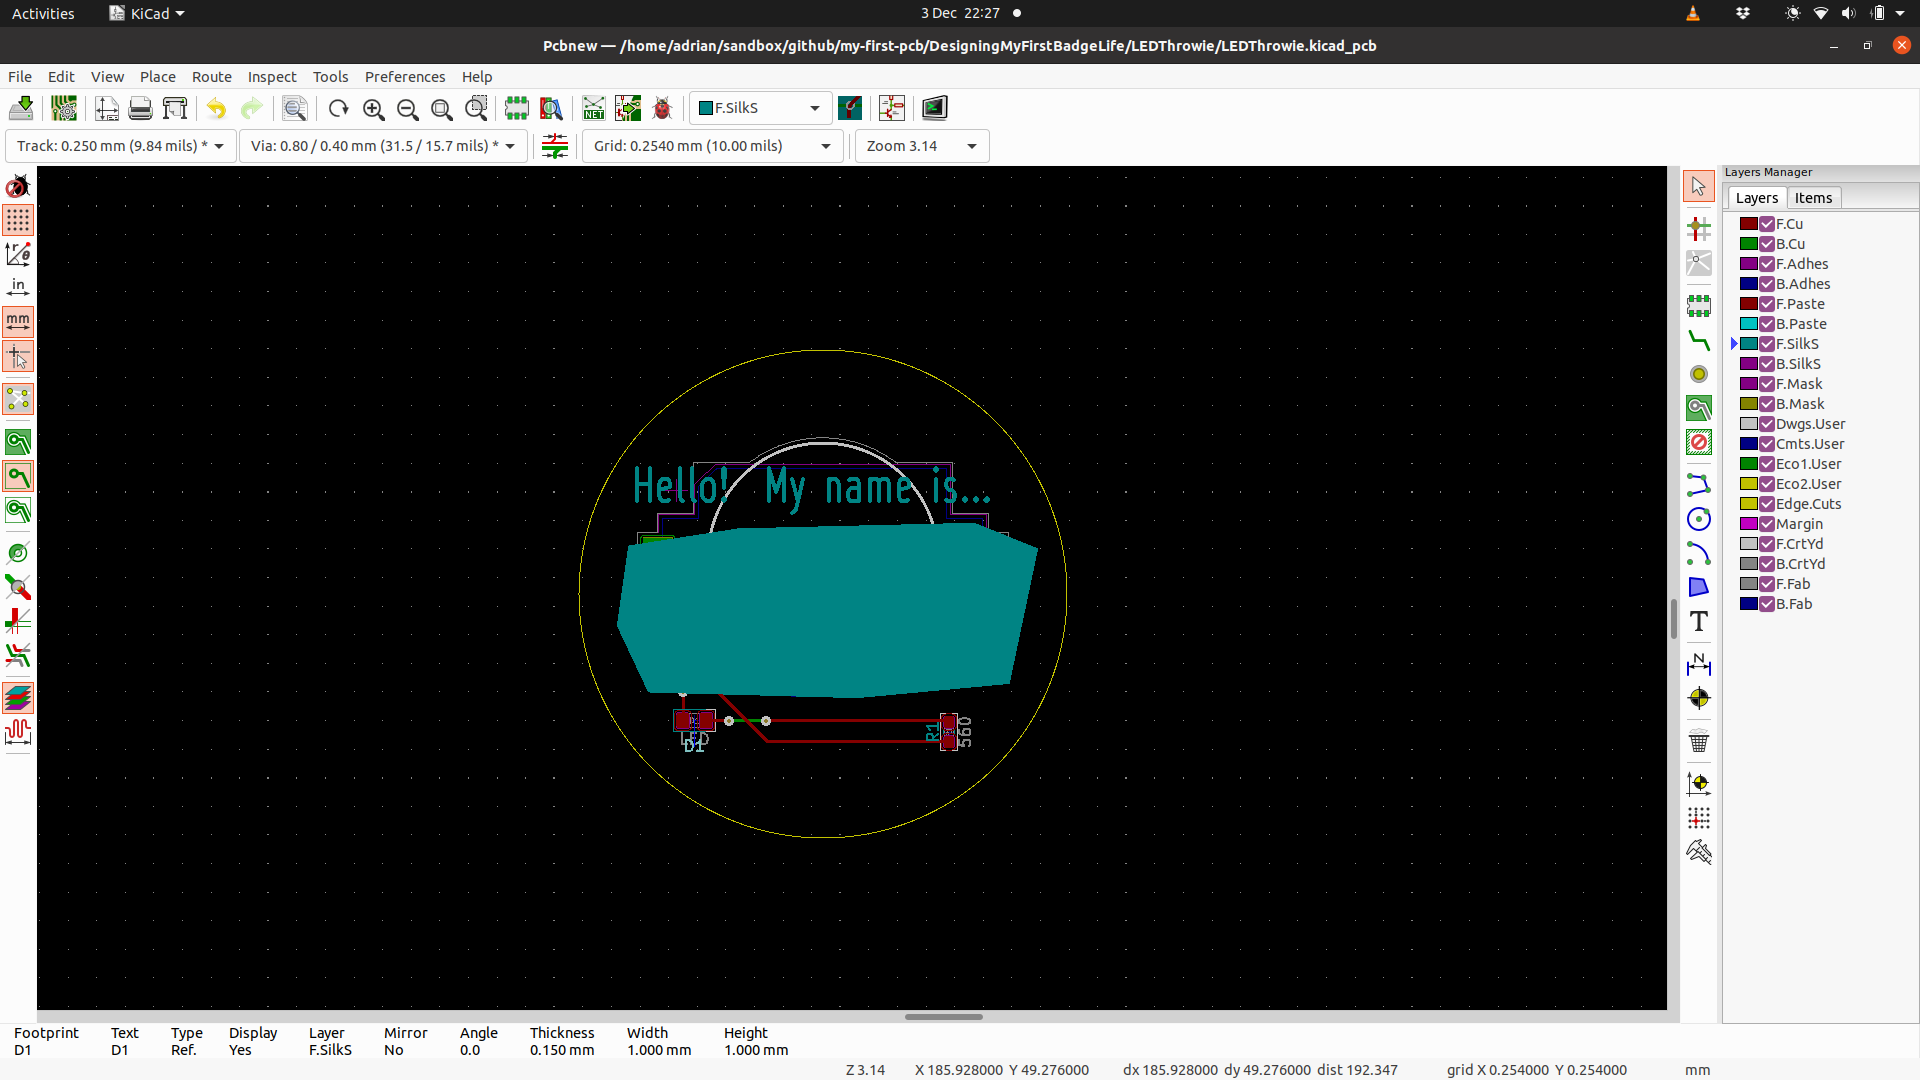 Activities KiCad 3 Dec 22:27
Pcbnew — /home/adrian/sandbox/github/my-first-pcb/DesigningMyFirstBadgeLife/LEDThrowie/LEDThrowie.kicad_pcb
File Edit View Place Route Inspect Tools Preferences Help
NET F.SilkS
Track: 0.250 mm (9.84 mils) * Via: 0.80 / 0.40 mm (31.5 / 15.7 mils) * Grid: 0.2540 mm (10.00 mils) Zoom 3.14
in
mm
Hello! My name is...
D1
R1
560
Layers Manager
Layers Items
F.Cu
B.Cu
F.Adhes
B.Adhes
F.Paste
B.Paste
F.SilkS
B.SilkS
F.Mask
B.Mask
Dwgs.User
Cmts.User
Eco1.User
Eco2.User
Edge.Cuts
Margin
F.CrtYd
B.CrtYd
F.Fab
B.Fab
Footprint Text Type Display Layer Mirror Angle Thickness Width Height
D1 D1 Ref. Yes F.SilkS No 0.0 0.150 mm 1.000 mm 1.000 mm
Z 3.14 X 185.928000 Y 49.276000 dx 185.928000 dy 49.276000 dist 192.347 grid X 0.254000 Y 0.254000 mm